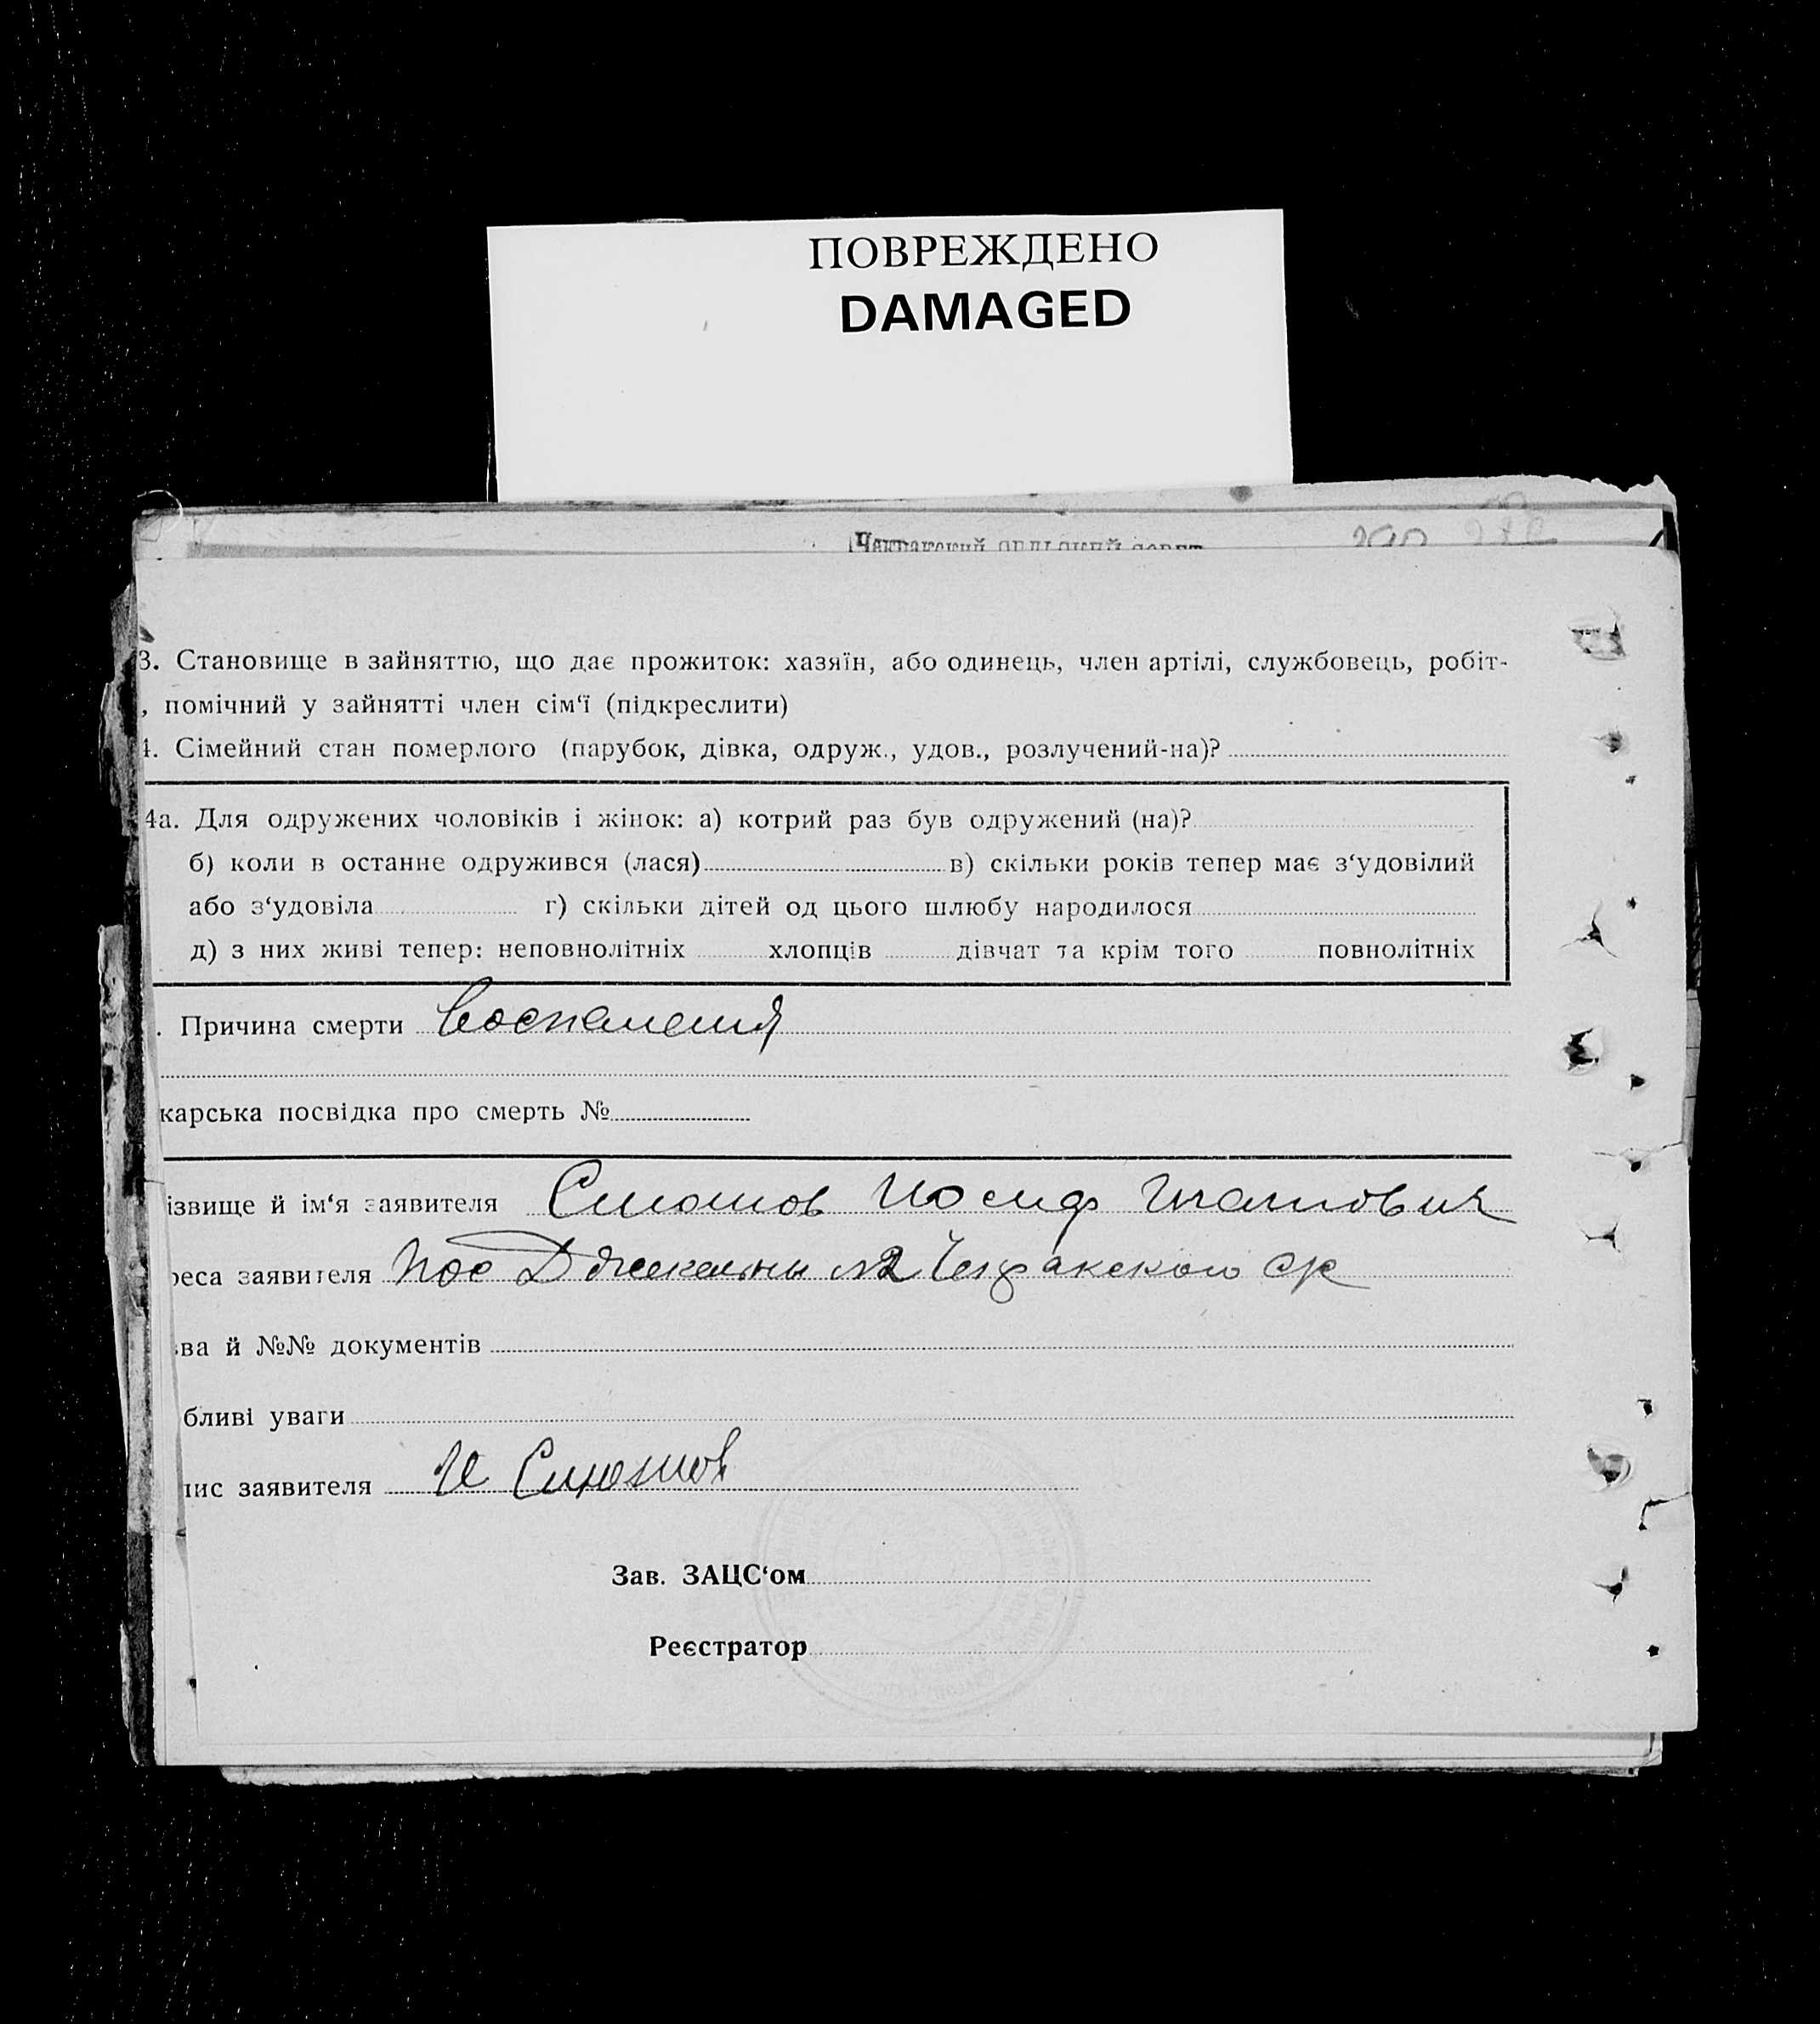 ПОВРЕЖДЕНО
DAMAGED
3. Становище в зайняттю, що дає прожиток: хазяїн, або одинець, член артілі, службовець, робіт-
, помічний у зайнятті член сім‘ї (підкреслити)
4. Сімейний стан померлого (парубок, дівка, одруж., удов., розлучений-на)?
4а. Для одружених чоловіків і жінок: а) котрий раз був одружений (на)?
б) коли в останнє одружився (лася) в) скільки років тепер має з‘удовілий
або з‘удовіла г) скільки дітей од цього шлюбу народилося
д) з них живі тепер: неповнолітніх хлопців дівчат та крім того повнолітніх
. Причина смерти Воспаления
карська посвідка про смерть №
ізвище й ім‘я заявителя Иосиф
реса заявителя Пос №2 ср
ва й №№ документів
бливі уваги
пис заявителя И
Зав. ЗАЦС‘ом
Реєстратор